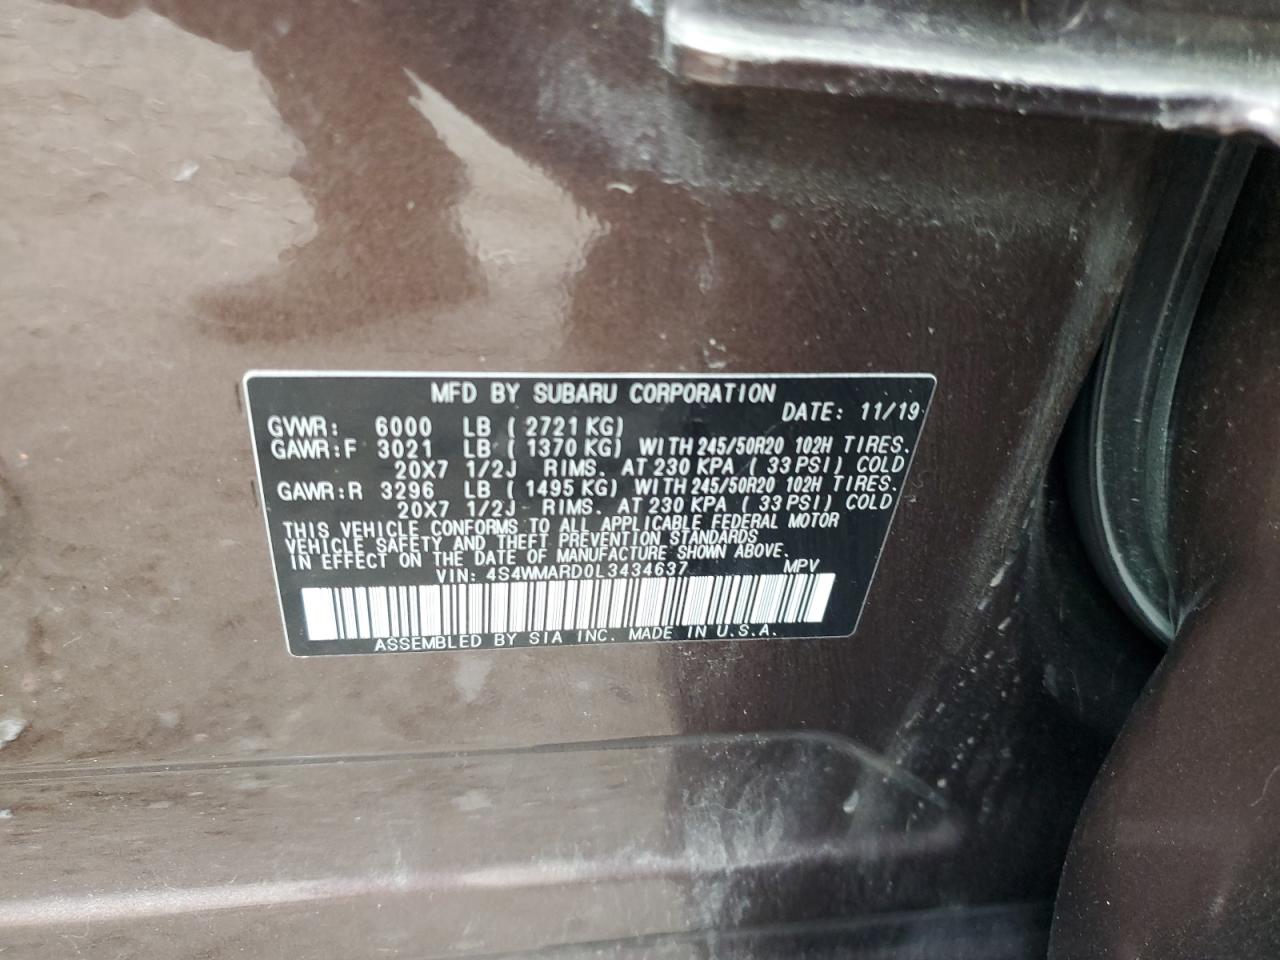 MFD BY SUBARU CORPORATION
DATE: 11/19
GVWR: 6000 LB ( 2721 KG)
GAWR:F 3021 LB ( 1370 KG) WITH 245/50R20 102H TIRES.
20X7 1/2J RIMS. AT 230 KPA ( 33 PSI) COLD
GAWR:R 3296 LB ( 1495 KG) WITH 245/50R20 102H TIRES.
20X7 1/2J RIMS. AT 230 KPA ( 33 PSI) COLD
THIS VEHICLE CONFORMS TO ALL APPLICABLE FEDERAL MOTOR
VEHICLE SAFETY AND THEFT PREVENTION STANDARDS
IN EFFECT ON THE DATE OF MANUFACTURE SHOWN ABOVE.
VIN: 4S4WMARD0L3434637 MPV
ASSEMBLED BY SIA INC. MADE IN U.S.A.